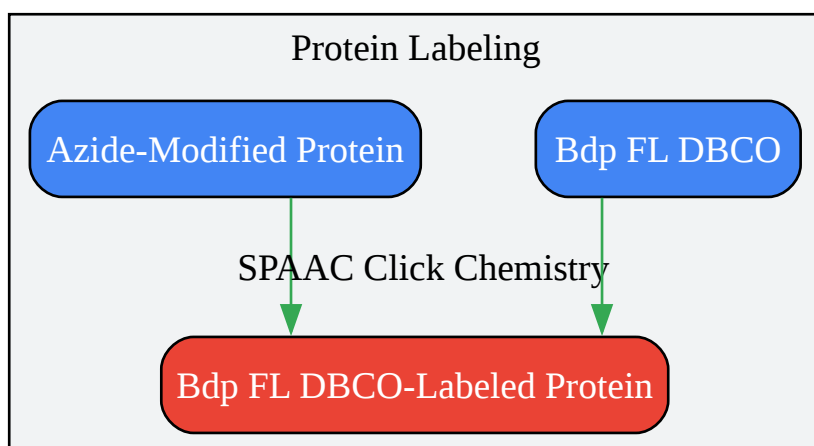 Protein Labeling
Azide-Modified Protein
Bdp FL DBCO
SPAAC Click Chemistry
Bdp FL DBCO-Labeled Protein